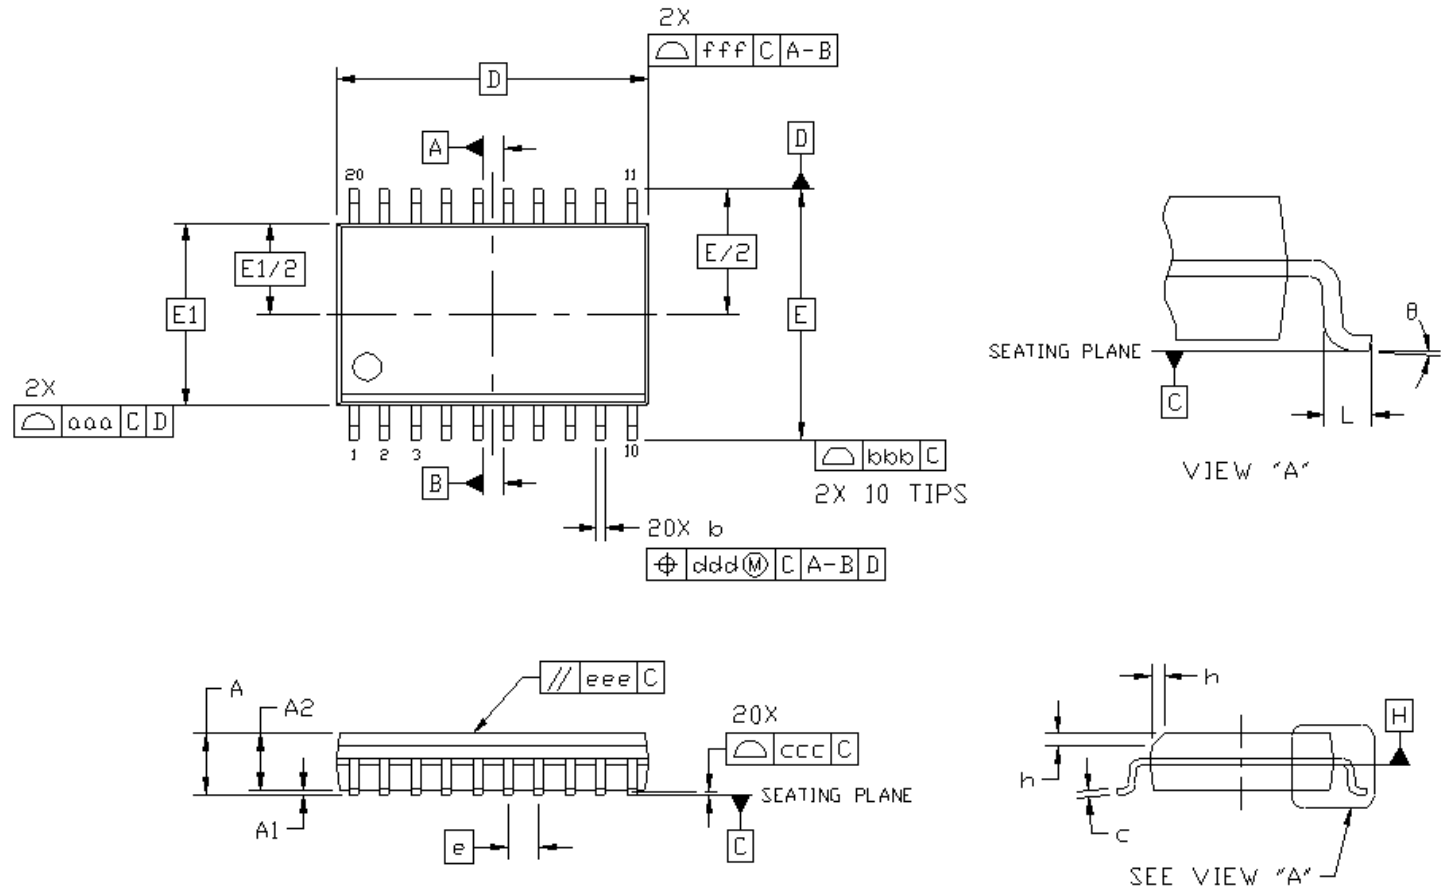 2X
fff C A-B
D
A
D
20 11
E1/2
E/2
E1
E
2X
aaa C D
1 2 3 10
B
bbb C
2X 10 TIPS
20X b
ddd Ⓜ C A-B D
θ
SEATING PLANE
C
L
VIEW "A"
// eee C
A
A2
20X
ccc C
SEATING PLANE
A1
e
C
h
H
h
c
SEE VIEW "A"